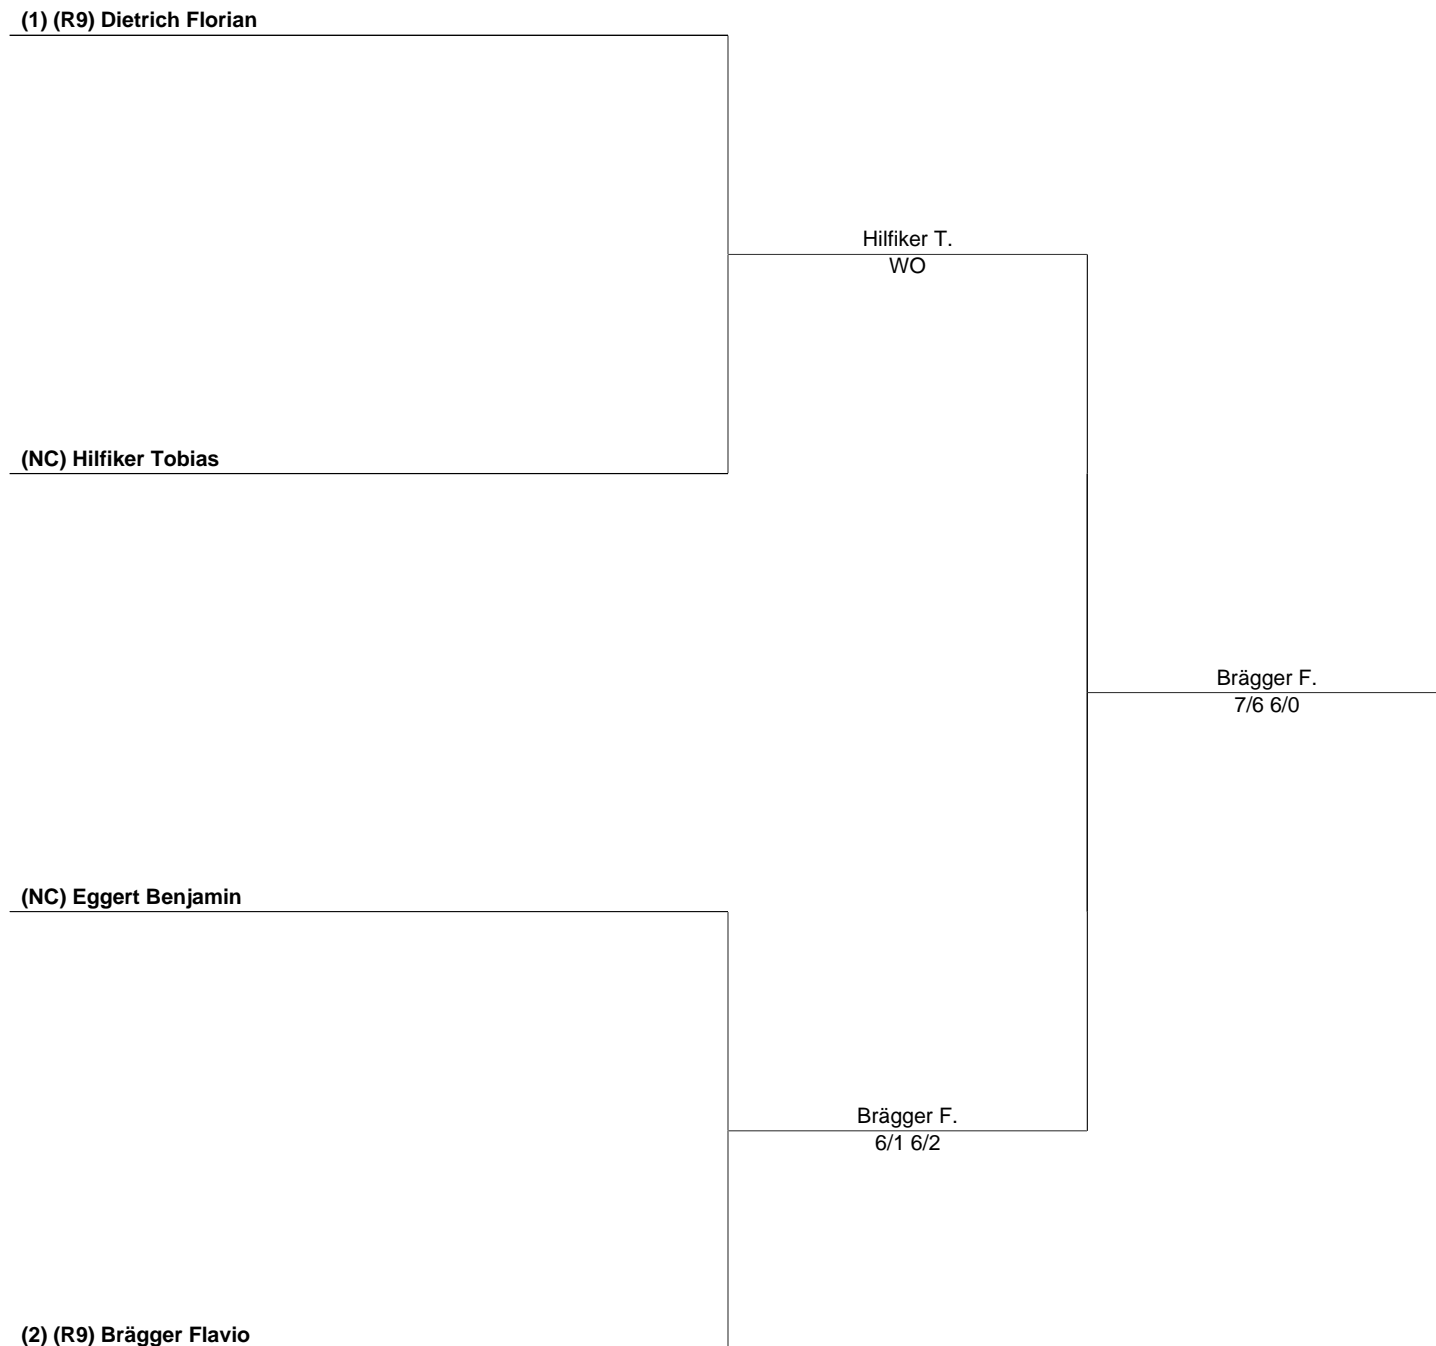 (1) (R9) Dietrich Florian
Hilfiker T.
WO
(NC) Hilfiker Tobias
Brägger F.
7/6 6/0
(NC) Eggert Benjamin
Brägger F.
6/1 6/2
(2) (R9) Brägger Flavio